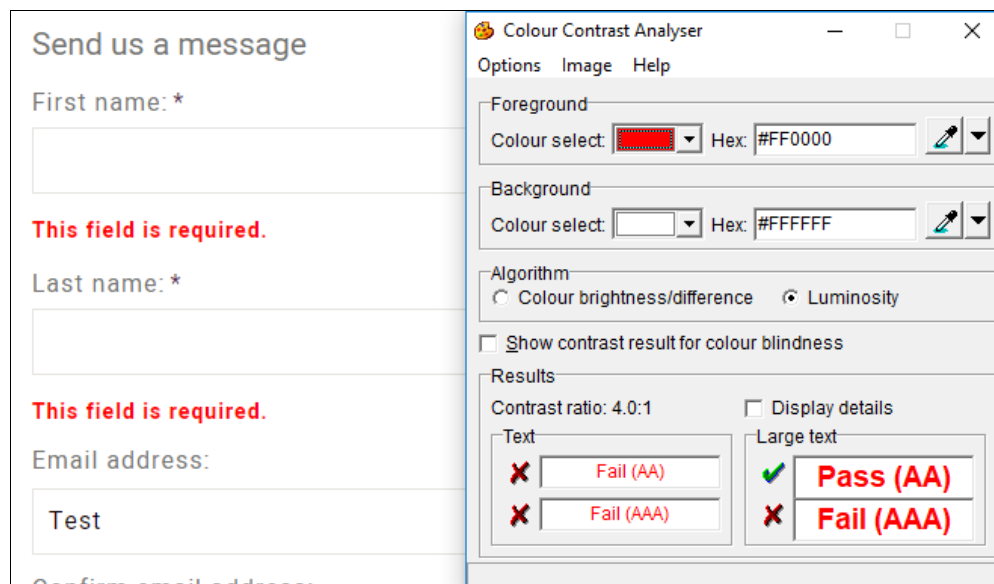 Send us a message
First name: *
This field is required.
Last name: *
This field is required.
Email address:
Test
Confirm email address:
Colour Contrast Analyser
Options Image Help
Foreground
Colour select: Hex: #FF0000
Background
Colour select: Hex: #FFFFFF
Algorithm
Colour brightness/difference Luminosity
Show contrast result for colour blindness
Results
Contrast ratio: 4.0:1 Display details
Text
Fail (AA)
Fail (AAA)
Large text
Pass (AA)
Fail (AAA)